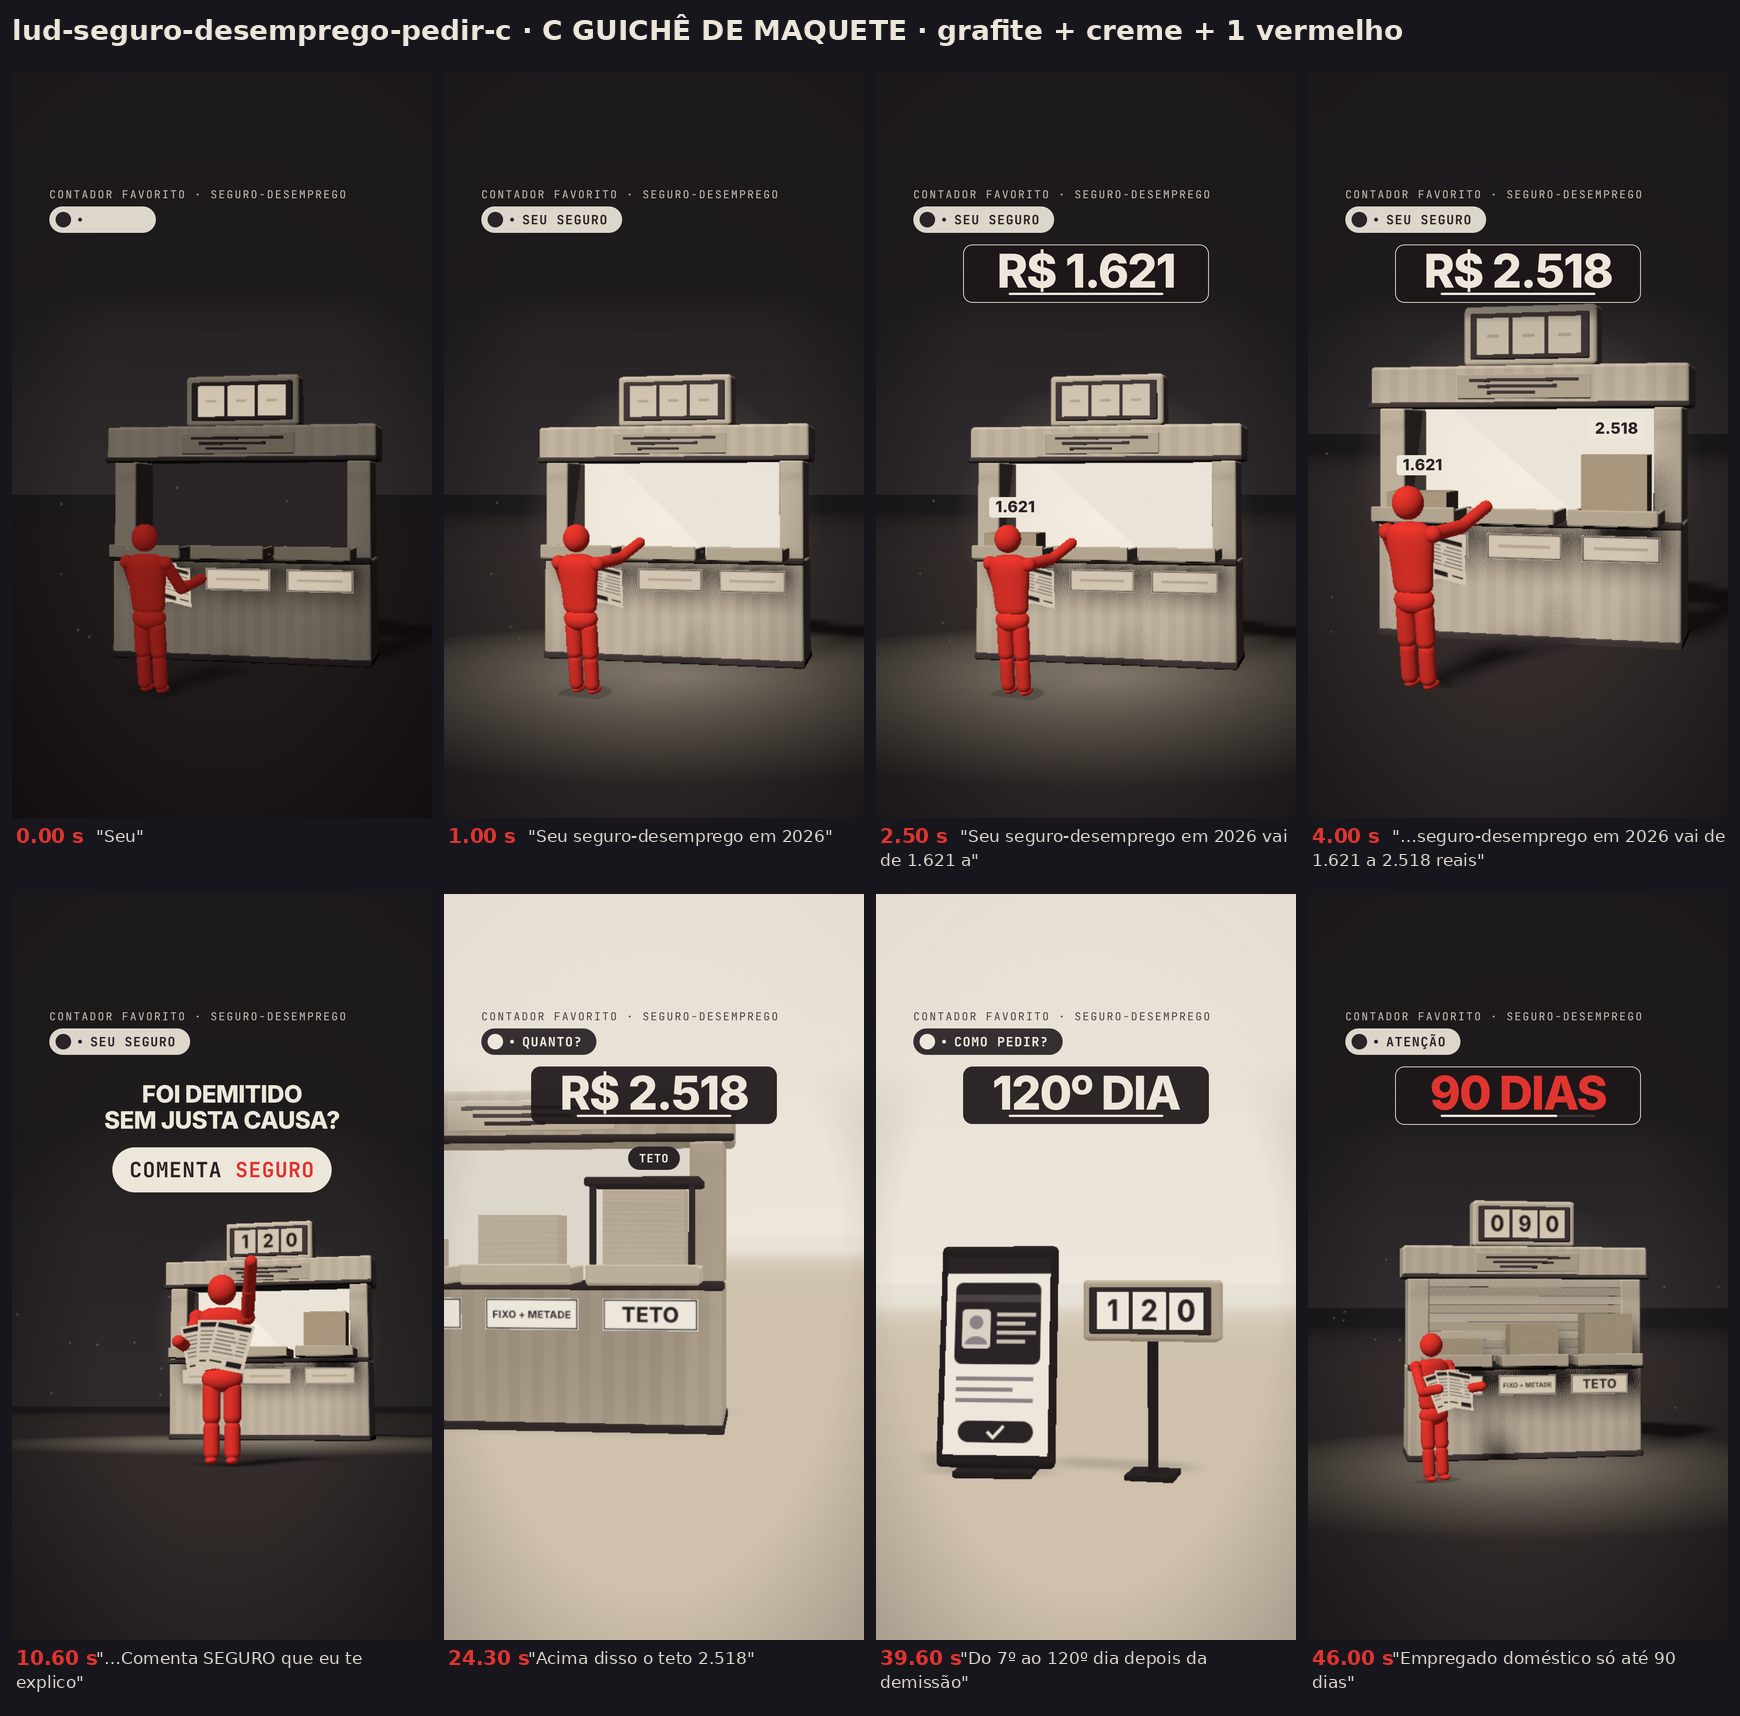 lud-seguro-desemprego-pedir-c · C GUICHÊ DE MAQUETE · grafite + creme + 1 vermelho
CONTADOR FAVORITO · SEGURO-DESEMPREGO
•
0.00 s "Seu"
CONTADOR FAVORITO · SEGURO-DESEMPREGO
• SEU SEGURO
1.00 s "Seu seguro-desemprego em 2026"
CONTADOR FAVORITO · SEGURO-DESEMPREGO
• SEU SEGURO
R$ 1.621
1.621
2.50 s "Seu seguro-desemprego em 2026 vai
de 1.621 a"
CONTADOR FAVORITO · SEGURO-DESEMPREGO
• SEU SEGURO
R$ 2.518
2.518
1.621
4.00 s "...seguro-desemprego em 2026 vai de
1.621 a 2.518 reais"
CONTADOR FAVORITO · SEGURO-DESEMPREGO
• SEU SEGURO
FOI DEMITIDO
SEM JUSTA CAUSA?
COMENTA SEGURO
120
10.60 s "...Comenta SEGURO que eu te
explico"
CONTADOR FAVORITO · SEGURO-DESEMPREGO
• QUANTO?
R$ 2.518
TETO
FIXO + METADE TETO
24.30 s "Acima disso o teto 2.518"
CONTADOR FAVORITO · SEGURO-DESEMPREGO
• COMO PEDIR?
120º DIA
120
39.60 s "Do 7º ao 120º dia depois da
demissão"
CONTADOR FAVORITO · SEGURO-DESEMPREGO
• ATENÇÃO
90 DIAS
090
FIXO + METADE TETO
46.00 s "Empregado doméstico só até 90
dias"